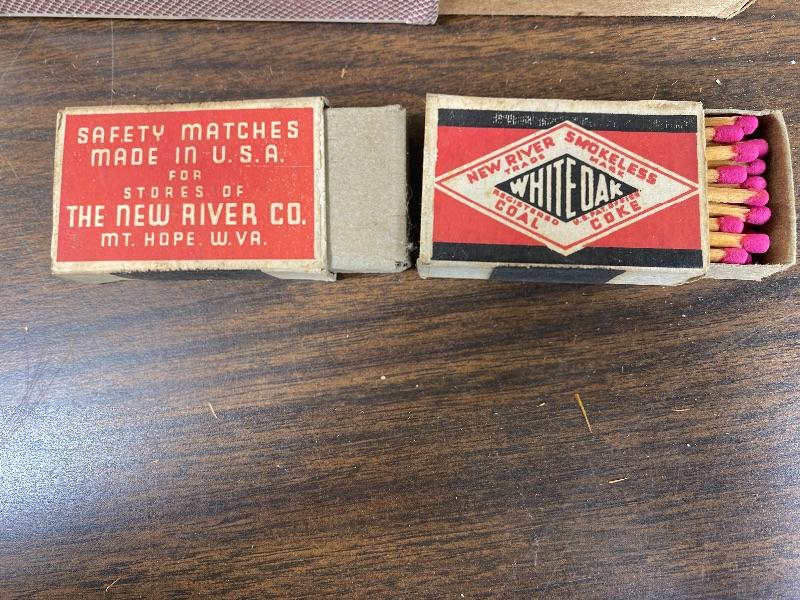 SAFETY MATCHES
MADE IN U.S.A.
FOR
STORES OF
THE NEW RIVER CO.
MT. HOPE. W.VA.
NEW RIVER SMOKELESS
TRADE MARK
WHITE OAK
REGISTERED U.S. PAT. OFFICE
COAL COKE